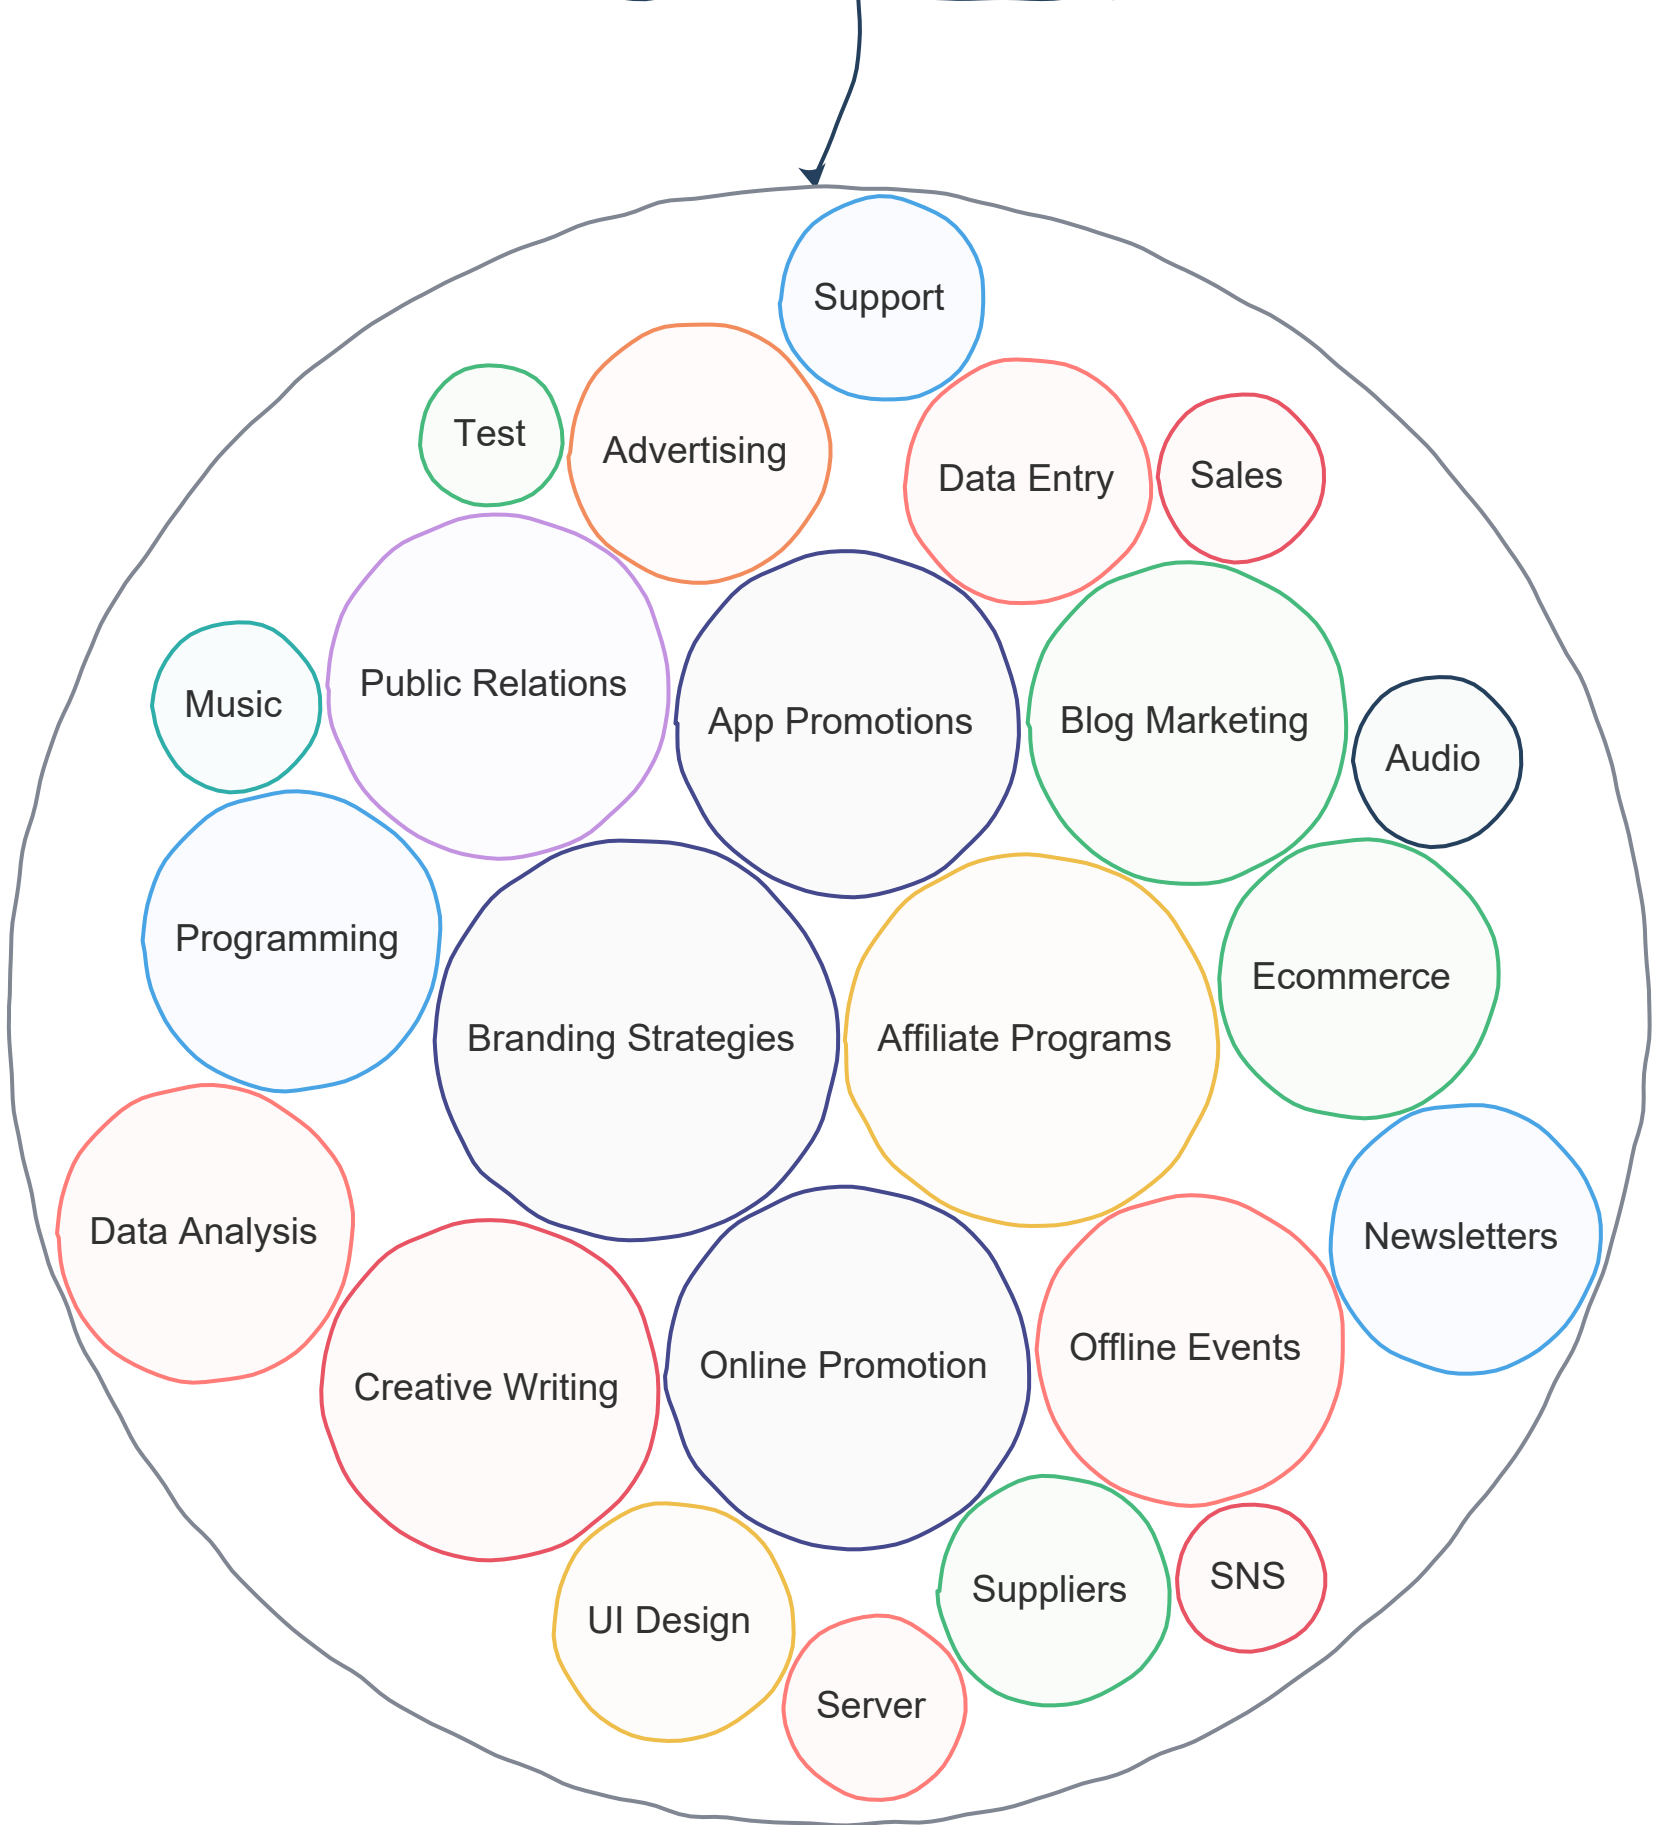 Support
Test
Advertising
Data Entry
Sales
Public Relations
Music
App Promotions
Blog Marketing
Audio
Programming
Ecommerce
Branding Strategies
Affiliate Programs
Data Analysis
Newsletters
Creative Writing
Online Promotion
Offline Events
UI Design
Suppliers
SNS
Server